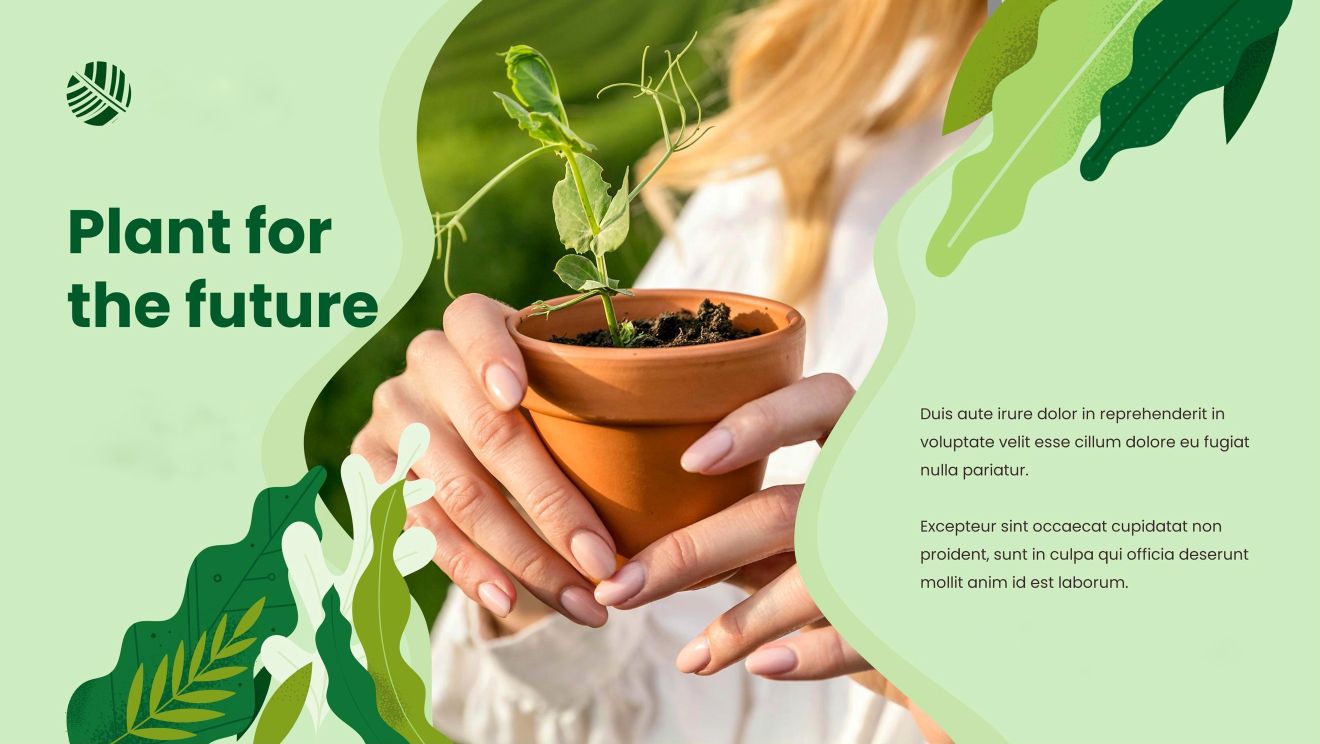 Plant for
the future
Duis aute irure dolor in reprehenderit in
voluptate velit esse cillum dolore eu fugiat
nulla pariatur.
Excepteur sint occaecat cupidatat non
proident, sunt in culpa qui officia deserunt
mollit anim id est laborum.